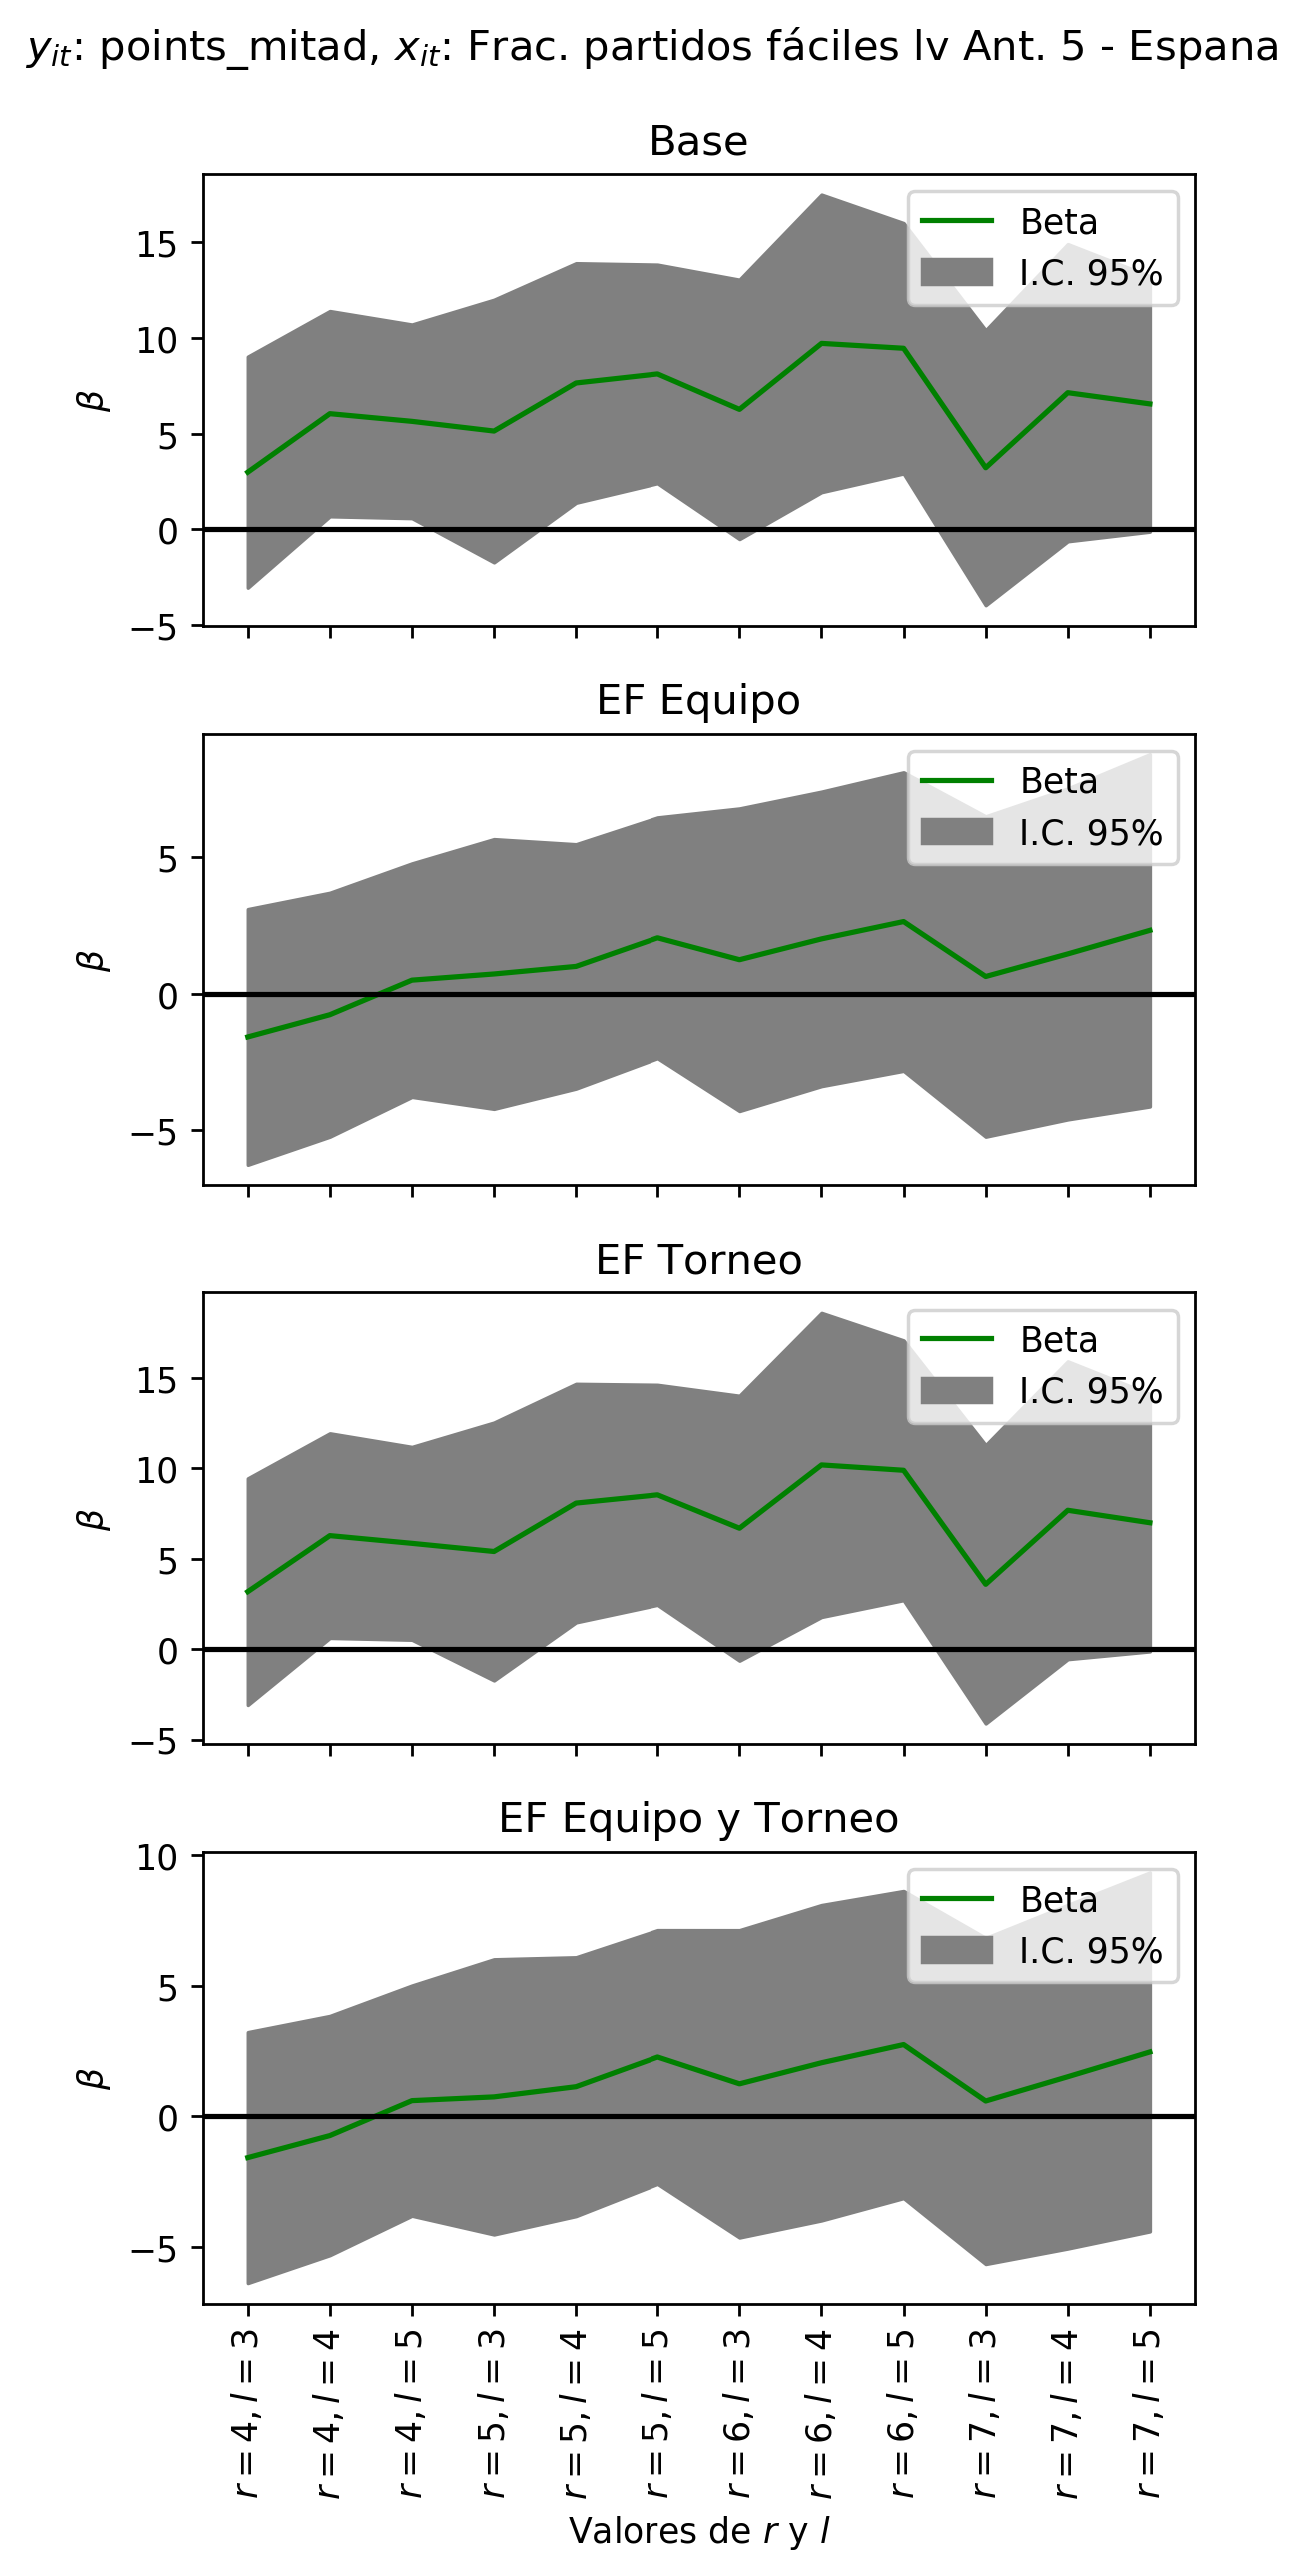 y_it: points_mitad, x_it: Frac. partidos fáciles lv Ant. 5 - Espana
Base
Beta
I.C. 95%
15
10
5
0
−5
β
EF Equipo
Beta
I.C. 95%
5
0
−5
β
EF Torneo
Beta
I.C. 95%
15
10
5
0
−5
β
EF Equipo y Torneo
Beta
I.C. 95%
10
5
0
−5
β
r = 4, l = 3
r = 4, l = 4
r = 4, l = 5
r = 5, l = 3
r = 5, l = 4
r = 5, l = 5
r = 6, l = 3
r = 6, l = 4
r = 6, l = 5
r = 7, l = 3
r = 7, l = 4
r = 7, l = 5
Valores de r y l